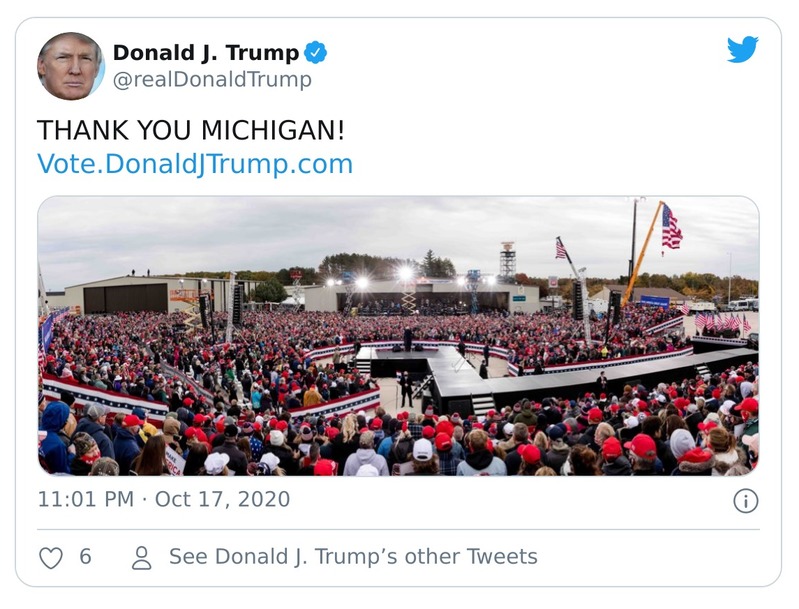 Donald J. Trump
@realDonaldTrump
THANK YOU MICHIGAN!
Vote.DonaldJTrump.com
11:01 PM · Oct 17, 2020
6
See Donald J. Trump’s other Tweets